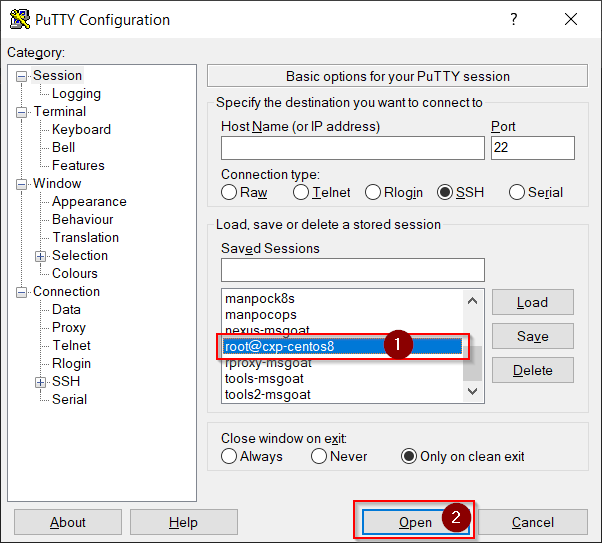 PuTTY Configuration
?
Category:
Session
Logging
Terminal
Keyboard
Bell
Features
Window
Appearance
Behaviour
Translation
Selection
Colours
Connection
Data
Proxy
Telnet
Rlogin
SSH
Serial
Basic options for your PuTTY session
Specify the destination you want to connect to
Host Name (or IP address) Port
22
Connection type:
Raw Telnet Rlogin SSH Serial
Load, save or delete a stored session
Saved Sessions
manpock8s
manpocops
nexus-msgoat
root@cxp-centos8 1
rproxy-msgoat
tools-msgoat
tools2-msgoat
Load
Save
Delete
Close window on exit:
Always Never Only on clean exit
About Help Open 2 Cancel